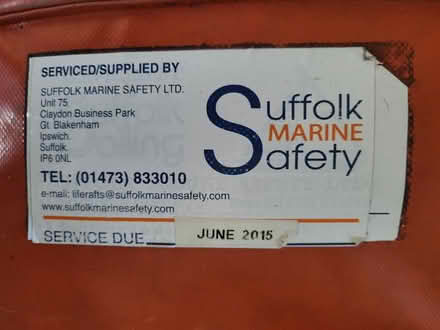 SERVICED/SUPPLIED BY
SUFFOLK MARINE SAFETY LTD.
Unit 75
Claydon Business Park
Gt. Blakenham
Ipswich.
Suffolk.
IP6 0NL
TEL: (01473) 833010
e-mail: liferafts@suffolkmarinesafety.com
www.suffolkmarinesafety.com
Suffolk
MARINE
Safety
SERVICE DUE JUNE 2015